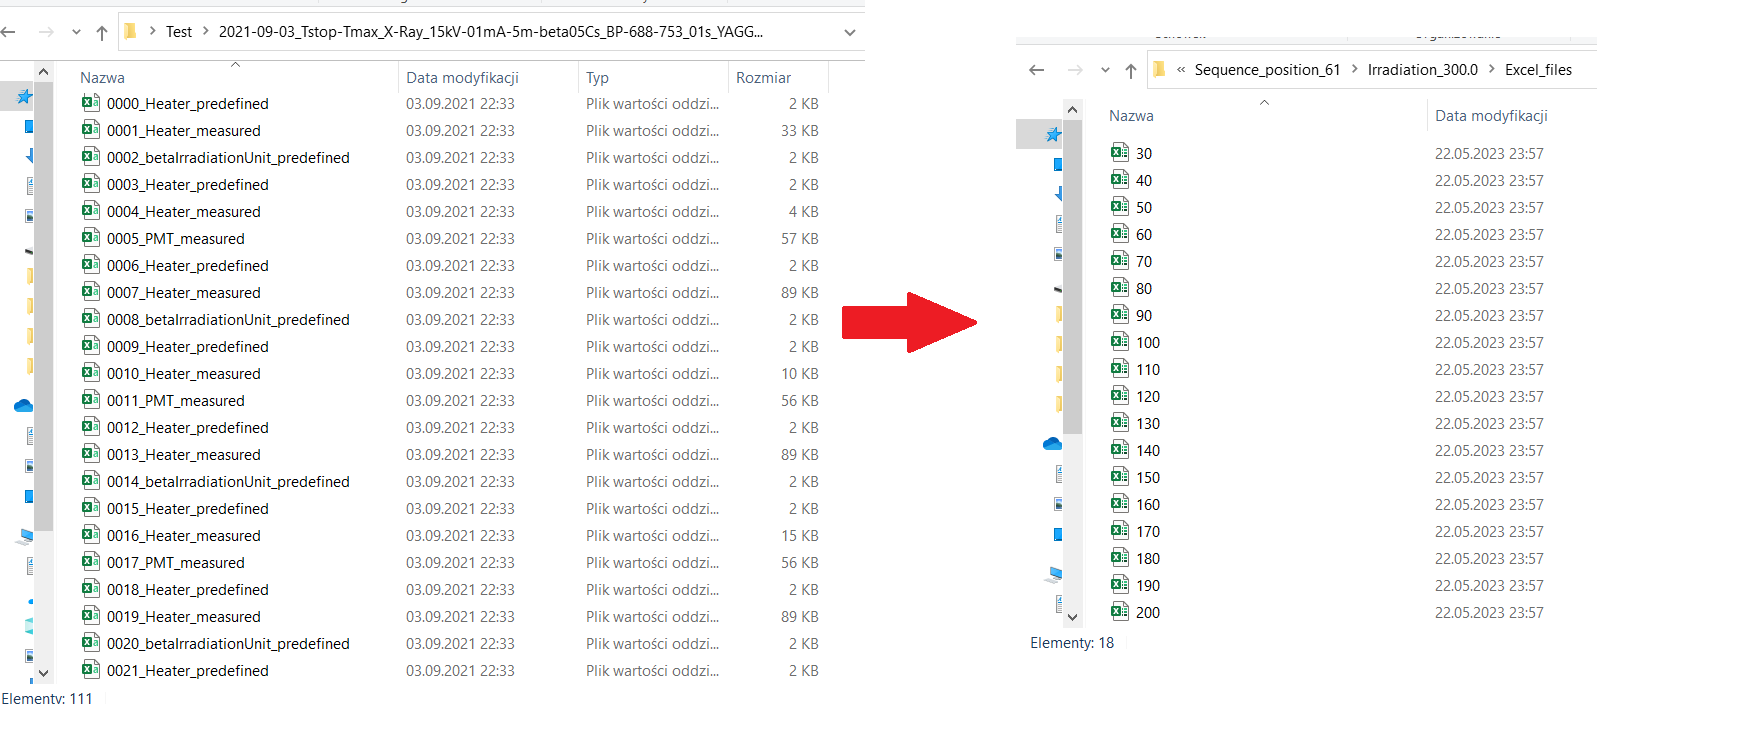 Test > 2021-09-03_Tstop-Tmax_X-Ray_15kV-01mA-5m-beta05Cs_BP-688-753_01s_YAGG...
Nazwa Data modyfikacji Typ Rozmiar
0000_Heater_predefined 03.09.2021 22:33 Plik wartości oddzi... 2 KB
0001_Heater_measured 03.09.2021 22:33 Plik wartości oddzi... 33 KB
0002_betaIrradiationUnit_predefined 03.09.2021 22:33 Plik wartości oddzi... 2 KB
0003_Heater_predefined 03.09.2021 22:33 Plik wartości oddzi... 2 KB
0004_Heater_measured 03.09.2021 22:33 Plik wartości oddzi... 4 KB
0005_PMT_measured 03.09.2021 22:33 Plik wartości oddzi... 57 KB
0006_Heater_predefined 03.09.2021 22:33 Plik wartości oddzi... 2 KB
0007_Heater_measured 03.09.2021 22:33 Plik wartości oddzi... 89 KB
0008_betaIrradiationUnit_predefined 03.09.2021 22:33 Plik wartości oddzi... 2 KB
0009_Heater_predefined 03.09.2021 22:33 Plik wartości oddzi... 2 KB
0010_Heater_measured 03.09.2021 22:33 Plik wartości oddzi... 10 KB
0011_PMT_measured 03.09.2021 22:33 Plik wartości oddzi... 56 KB
0012_Heater_predefined 03.09.2021 22:33 Plik wartości oddzi... 2 KB
0013_Heater_measured 03.09.2021 22:33 Plik wartości oddzi... 89 KB
0014_betaIrradiationUnit_predefined 03.09.2021 22:33 Plik wartości oddzi... 2 KB
0015_Heater_predefined 03.09.2021 22:33 Plik wartości oddzi... 2 KB
0016_Heater_measured 03.09.2021 22:33 Plik wartości oddzi... 15 KB
0017_PMT_measured 03.09.2021 22:33 Plik wartości oddzi... 56 KB
0018_Heater_predefined 03.09.2021 22:33 Plik wartości oddzi... 2 KB
0019_Heater_measured 03.09.2021 22:33 Plik wartości oddzi... 89 KB
0020_betaIrradiationUnit_predefined 03.09.2021 22:33 Plik wartości oddzi... 2 KB
0021_Heater_predefined 03.09.2021 22:33 Plik wartości oddzi... 2 KB
Elementy: 111
« Sequence_position_61 > Irradiation_300.0 > Excel_files
Nazwa Data modyfikacji
30 22.05.2023 23:57
40 22.05.2023 23:57
50 22.05.2023 23:57
60 22.05.2023 23:57
70 22.05.2023 23:57
80 22.05.2023 23:57
90 22.05.2023 23:57
100 22.05.2023 23:57
110 22.05.2023 23:57
120 22.05.2023 23:57
130 22.05.2023 23:57
140 22.05.2023 23:57
150 22.05.2023 23:57
160 22.05.2023 23:57
170 22.05.2023 23:57
180 22.05.2023 23:57
190 22.05.2023 23:57
200 22.05.2023 23:57
Elementy: 18